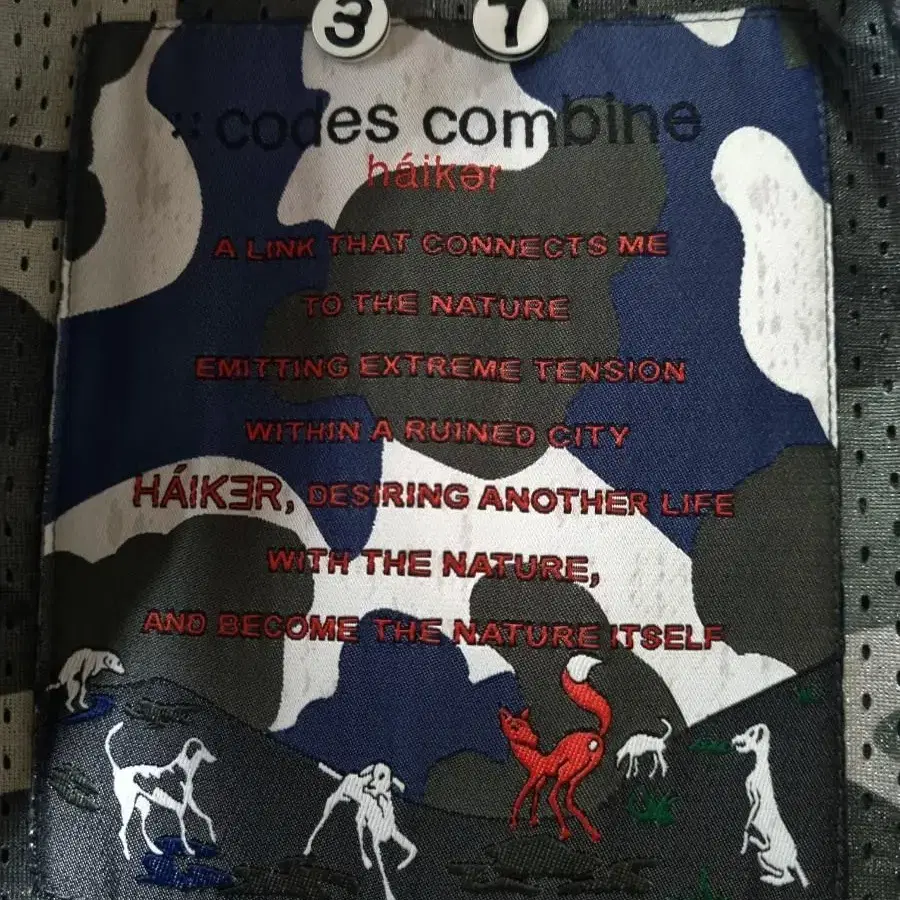 3 1
:: codes combine
háikər
A LINK THAT CONNECTS ME
TO THE NATURE
EMITTING EXTREME TENSION
WITHIN A RUINED CITY
HÁIKƎR, DESIRING ANOTHER LIFE
WITH THE NATURE,
AND BECOME THE NATURE ITSELF